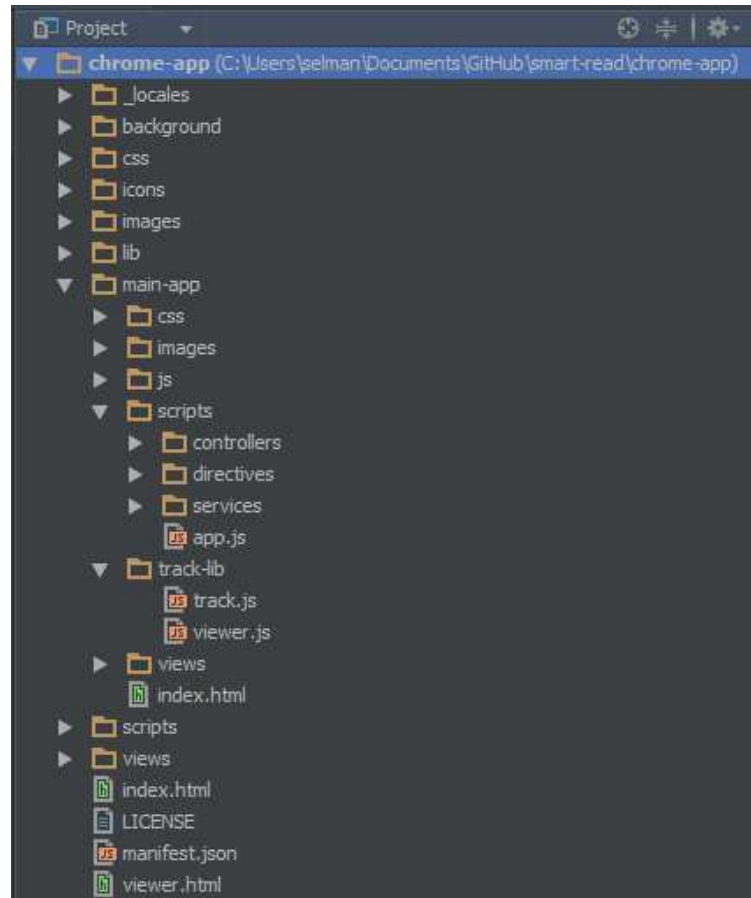 Project
chrome-app (C:\Users\selman\Documents\GitHub\smart-read\chrome-app)
_locales
background
css
icons
images
lib
main-app
css
images
js
scripts
controllers
directives
services
app.js
track-lib
track.js
viewer.js
views
index.html
scripts
views
index.html
LICENSE
manifest.json
viewer.html